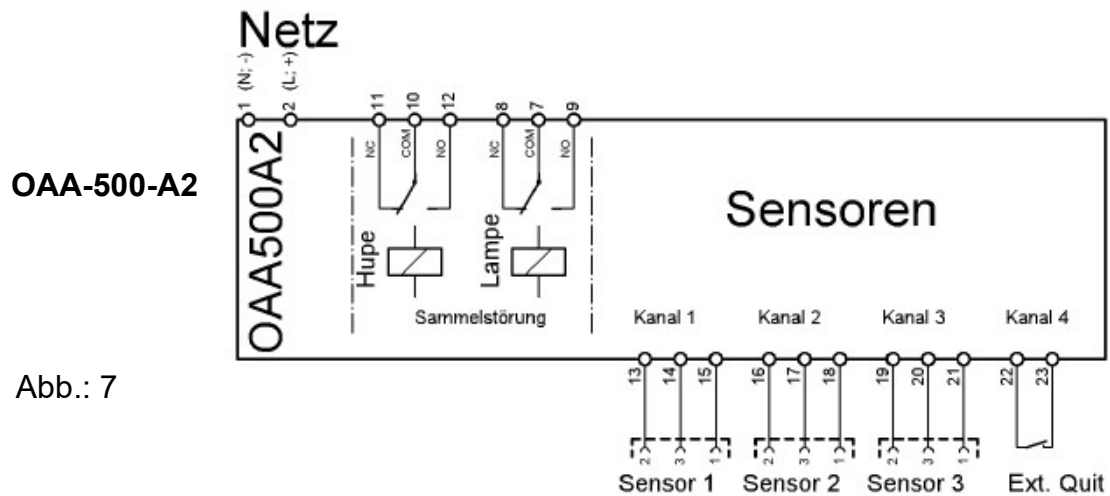 Netz
1 (N; -)
2 (L; +)
11 10 12 8 7 9
NC COM NO NC COM NO
OAA-500-A2
OAA500A2
Sensoren
Hupe
Lampe
Sammelstörung
Kanal 1 Kanal 2 Kanal 3 Kanal 4
13 14 15 16 17 18 19 20 21 22 23
Abb.: 7
2 3 1 2 3 1 2 3 1
Sensor 1 Sensor 2 Sensor 3 Ext. Quit